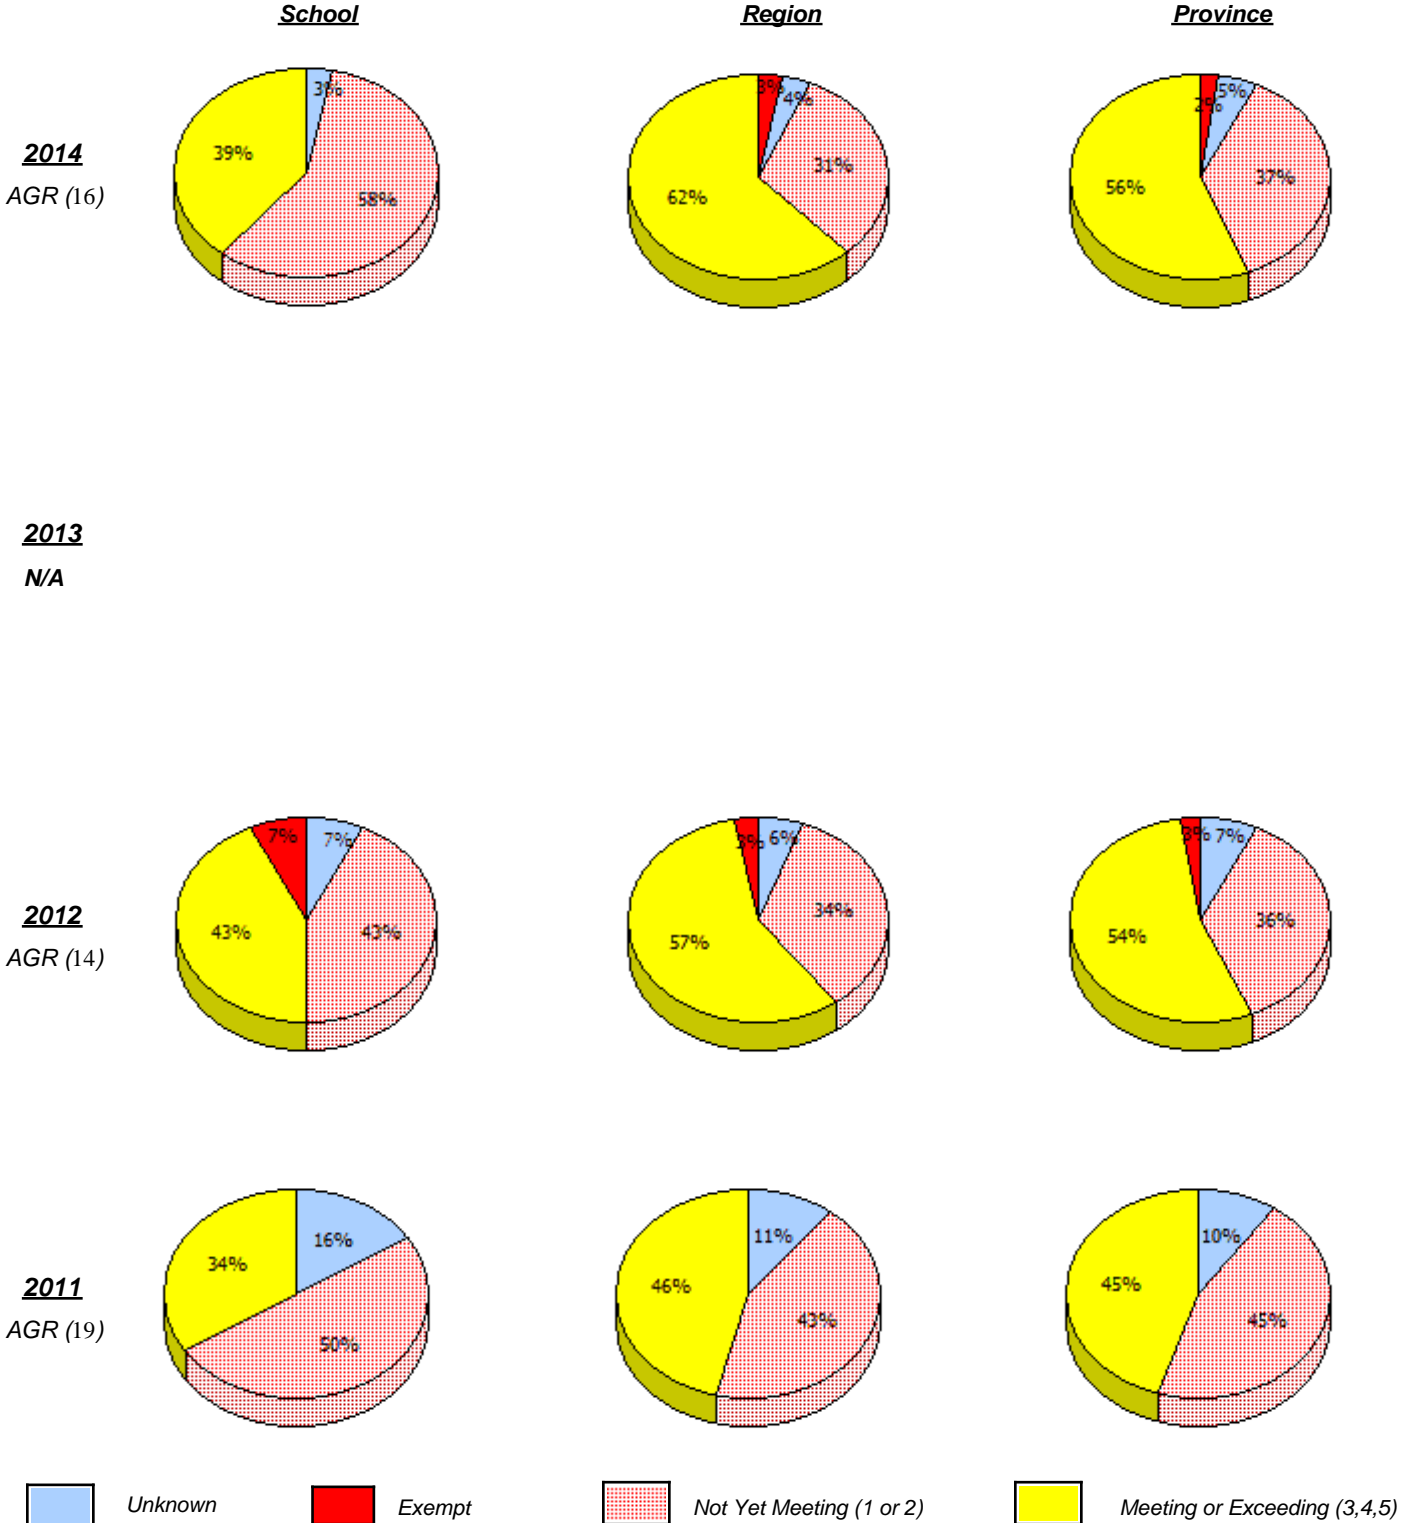 School Region Province
3% 3% 4% 2% 5%
2014 39% 58% 62% 31% 56% 37%
AGR (16)
2013
N/A
7% 7% 3% 6% 3% 7%
2012 43% 43% 57% 34% 54% 36%
AGR (14)
16% 11% 10%
2011 34% 50% 46% 43% 45% 45%
AGR (19)
Unknown Exempt Not Yet Meeting (1 or 2) Meeting or Exceeding (3,4,5)